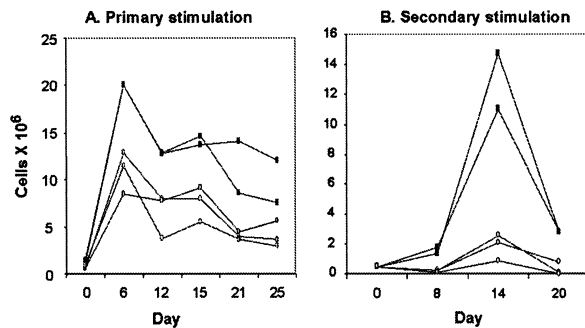 A. Primary stimulation
B. Secondary stimulation
Cells X 10⁶
25
20
15
10
5
0
0 6 12 15 21 25
Day
16
14
12
10
8
6
4
2
0
0 8 14 20
Day